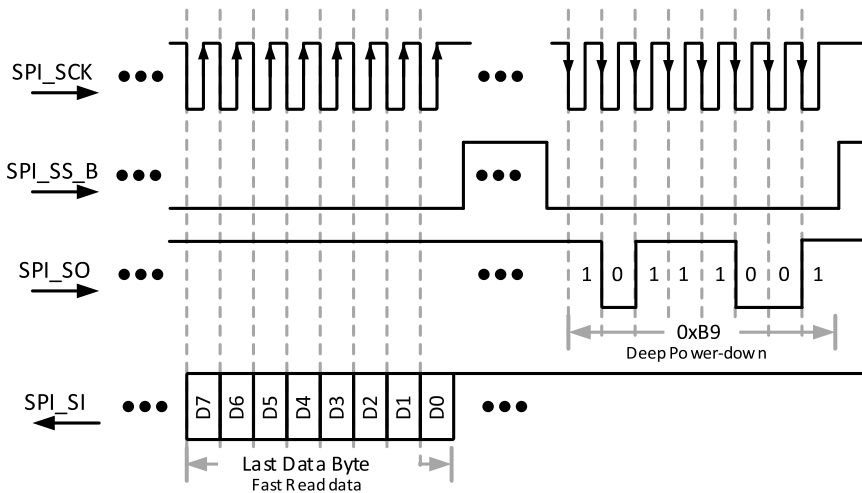 SPI_SCK
SPI_SS_B
SPI_SO
1 0 1 1 1 0 0 1
0xB9
Deep Power-down
SPI_SI
D7 D6 D5 D4 D3 D2 D1 D0
Last Data Byte
Fast Read data